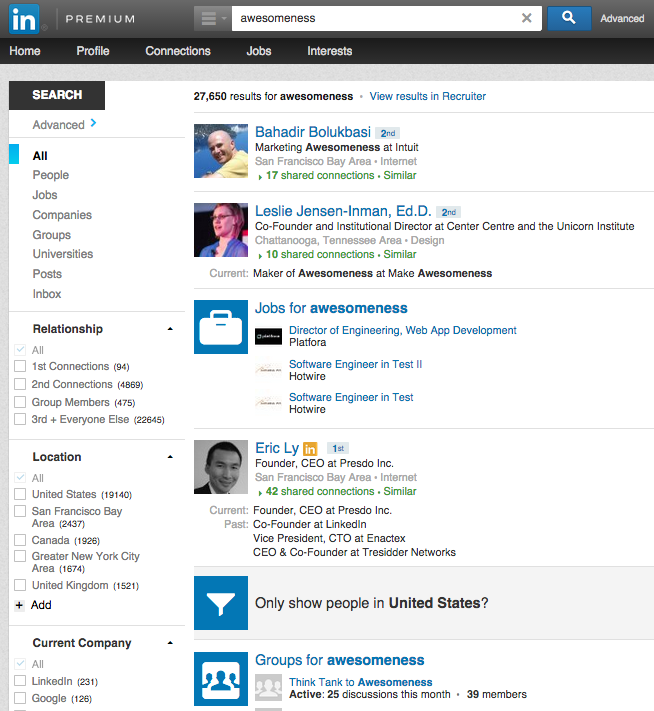 in PREMIUM
awesomeness
Advanced
Home Profile Connections Jobs Interests
SEARCH
Advanced
All
People
Jobs
Companies
Groups
Universities
Posts
Inbox
Relationship
All
1st Connections (94)
2nd Connections (4869)
Group Members (475)
3rd + Everyone Else (22645)
Location
All
United States (19140)
San Francisco Bay
Area (2437)
Canada (1926)
Greater New York City
Area (1674)
United Kingdom (1521)
+ Add
Current Company
All
LinkedIn (231)
Google (126)
27,650 results for awesomeness • View results in Recruiter
Bahadir Bolukbasi 2nd
Marketing Awesomeness at Intuit
San Francisco Bay Area • Internet
17 shared connections • Similar
Leslie Jensen-Inman, Ed.D. 2nd
Co-Founder and Institutional Director at Center Centre and the Unicorn Institute
Chattanooga, Tennessee Area • Design
10 shared connections • Similar
Current: Maker of Awesomeness at Make Awesomeness
Jobs for awesomeness
Director of Engineering, Web App Development
Platfora
Software Engineer in Test II
Hotwire
Software Engineer in Test
Hotwire
Eric Ly in 1st
Founder, CEO at Presdo Inc.
San Francisco Bay Area • Internet
42 shared connections • Similar
Current: Founder, CEO at Presdo Inc.
Past: Co-Founder at LinkedIn
Vice President, CTO at Enactex
CEO & Co-Founder at Tresidder Networks
Only show people in United States?
Groups for awesomeness
Think Tank to Awesomeness
Active: 25 discussions this month • 39 members